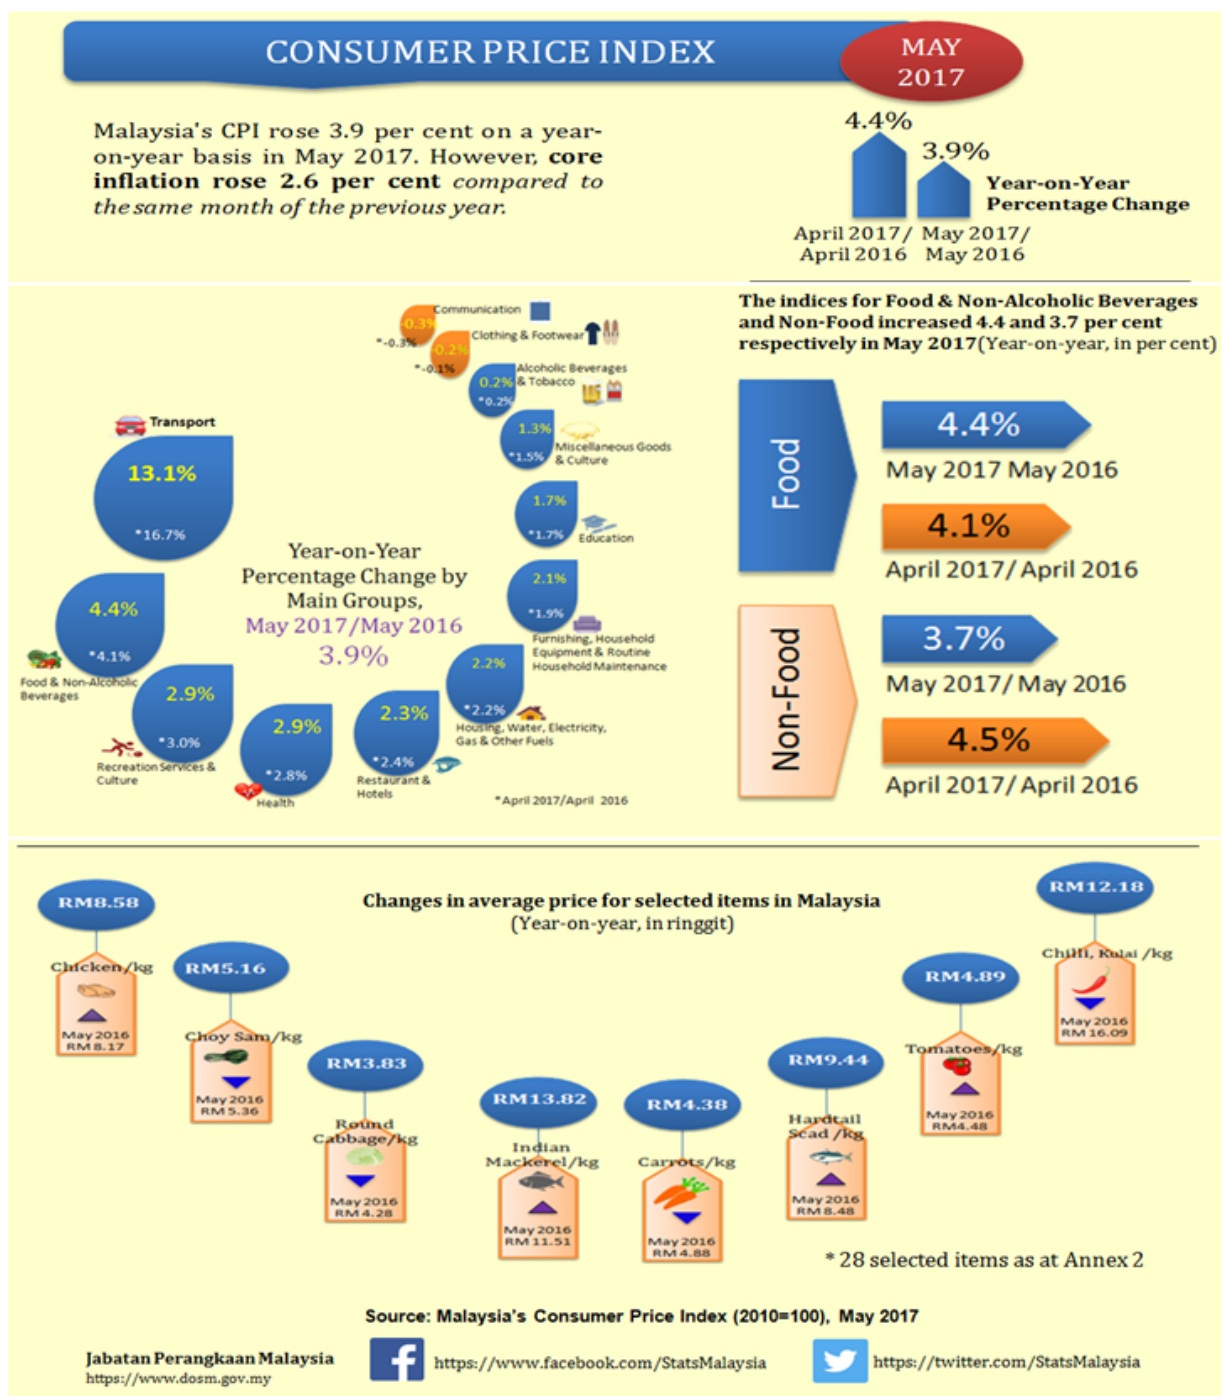 CONSUMER PRICE INDEX
MAY
2017
Malaysia's CPI rose 3.9 per cent on a year-
on-year basis in May 2017. However, core
inflation rose 2.6 per cent compared to
the same month of the previous year.
4.4%
3.9%
Year-on-Year
Percentage Change
April 2017/
April 2016
May 2017/
May 2016
Communication
-0.3%
*-0.3%
Clothing & Footwear
-0.2%
*-0.1%
Alcoholic Beverages
& Tobacco
0.2%
*0.2%
1.3%
*1.5%
Miscellaneous Goods
& Culture
1.7%
*1.7%
Education
2.1%
*1.9%
Furnishing, Household
Equipment & Routine
Household Maintenance
2.2%
*2.2%
Housing, Water, Electricity,
Gas & Other Fuels
2.3%
*2.4%
Restaurant &
Hotels
2.9%
*2.8%
Health
2.9%
*3.0%
Recreation Services &
Culture
4.4%
*4.1%
Food & Non-Alcoholic
Beverages
Transport
13.1%
*16.7%
Year-on-Year
Percentage Change by
Main Groups,
May 2017/May 2016
3.9%
*April 2017/April 2016
The indices for Food & Non-Alcoholic Beverages
and Non-Food increased 4.4 and 3.7 per cent
respectively in May 2017(Year-on-year, in per cent)
Food
4.4%
May 2017 May 2016
4.1%
April 2017/ April 2016
Non-Food
3.7%
May 2017/ May 2016
4.5%
April 2017/ April 2016
Changes in average price for selected items in Malaysia
(Year-on-year, in ringgit)
RM8.58
Chicken/kg
May 2016
RM 8.17
RM5.16
Choy Sam/kg
May 2016
RM 5.36
RM3.83
Round
Cabbage/kg
May 2016
RM 4.28
RM13.82
Indian
Mackerel/kg
May 2016
RM 11.51
RM4.38
Carrots/kg
May 2016
RM 4.88
RM9.44
Hardtail
Scad /kg
May 2016
RM 8.48
RM4.89
Tomatoes/kg
May 2016
RM4.48
RM12.18
Chilli, Kulai /kg
May 2016
RM 16.09
* 28 selected items as at Annex 2
Source: Malaysia's Consumer Price Index (2010=100), May 2017
Jabatan Perangkaan Malaysia
https://www.dosm.gov.my
https://www.facebook.com/StatsMalaysia
https://twitter.com/StatsMalaysia